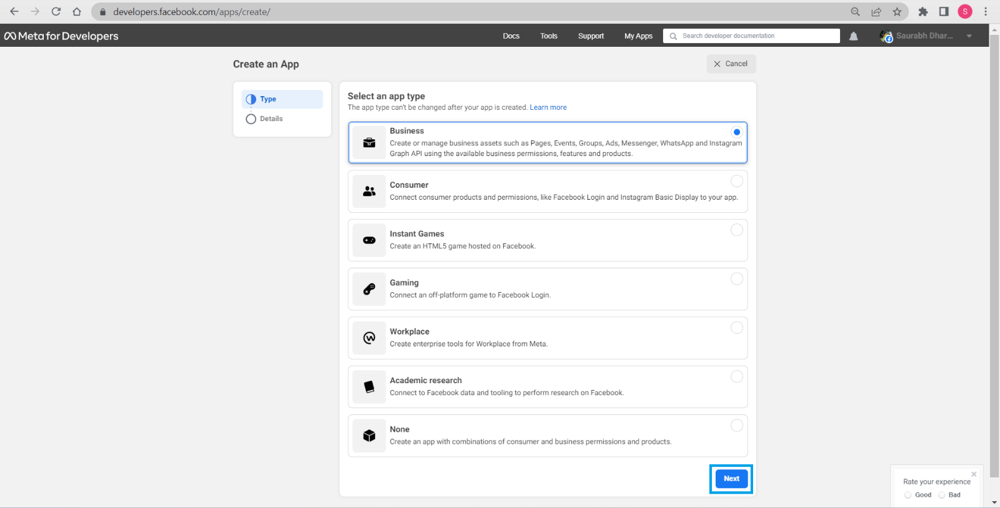 developers.facebook.com/apps/create/
S
Meta for Developers
Docs
Tools
Support
My Apps
Search developer documentation
Saurabh Dhar...
Create an App
Cancel
Type
Details
Select an app type
The app type can't be changed after your app is created. Learn more
Business
Create or manage business assets such as Pages, Events, Groups, Ads, Messenger, WhatsApp and Instagram
Graph API using the available business permissions, features and products.
Consumer
Connect consumer products and permissions, like Facebook Login and Instagram Basic Display to your app.
Instant Games
Create an HTML5 game hosted on Facebook.
Gaming
Connect an off-platform game to Facebook Login.
Workplace
Create enterprise tools for Workplace from Meta.
Academic research
Connect to Facebook data and tooling to perform research on Facebook.
None
Create an app with combinations of consumer and business permissions and products.
Next
Rate your experience
Good
Bad